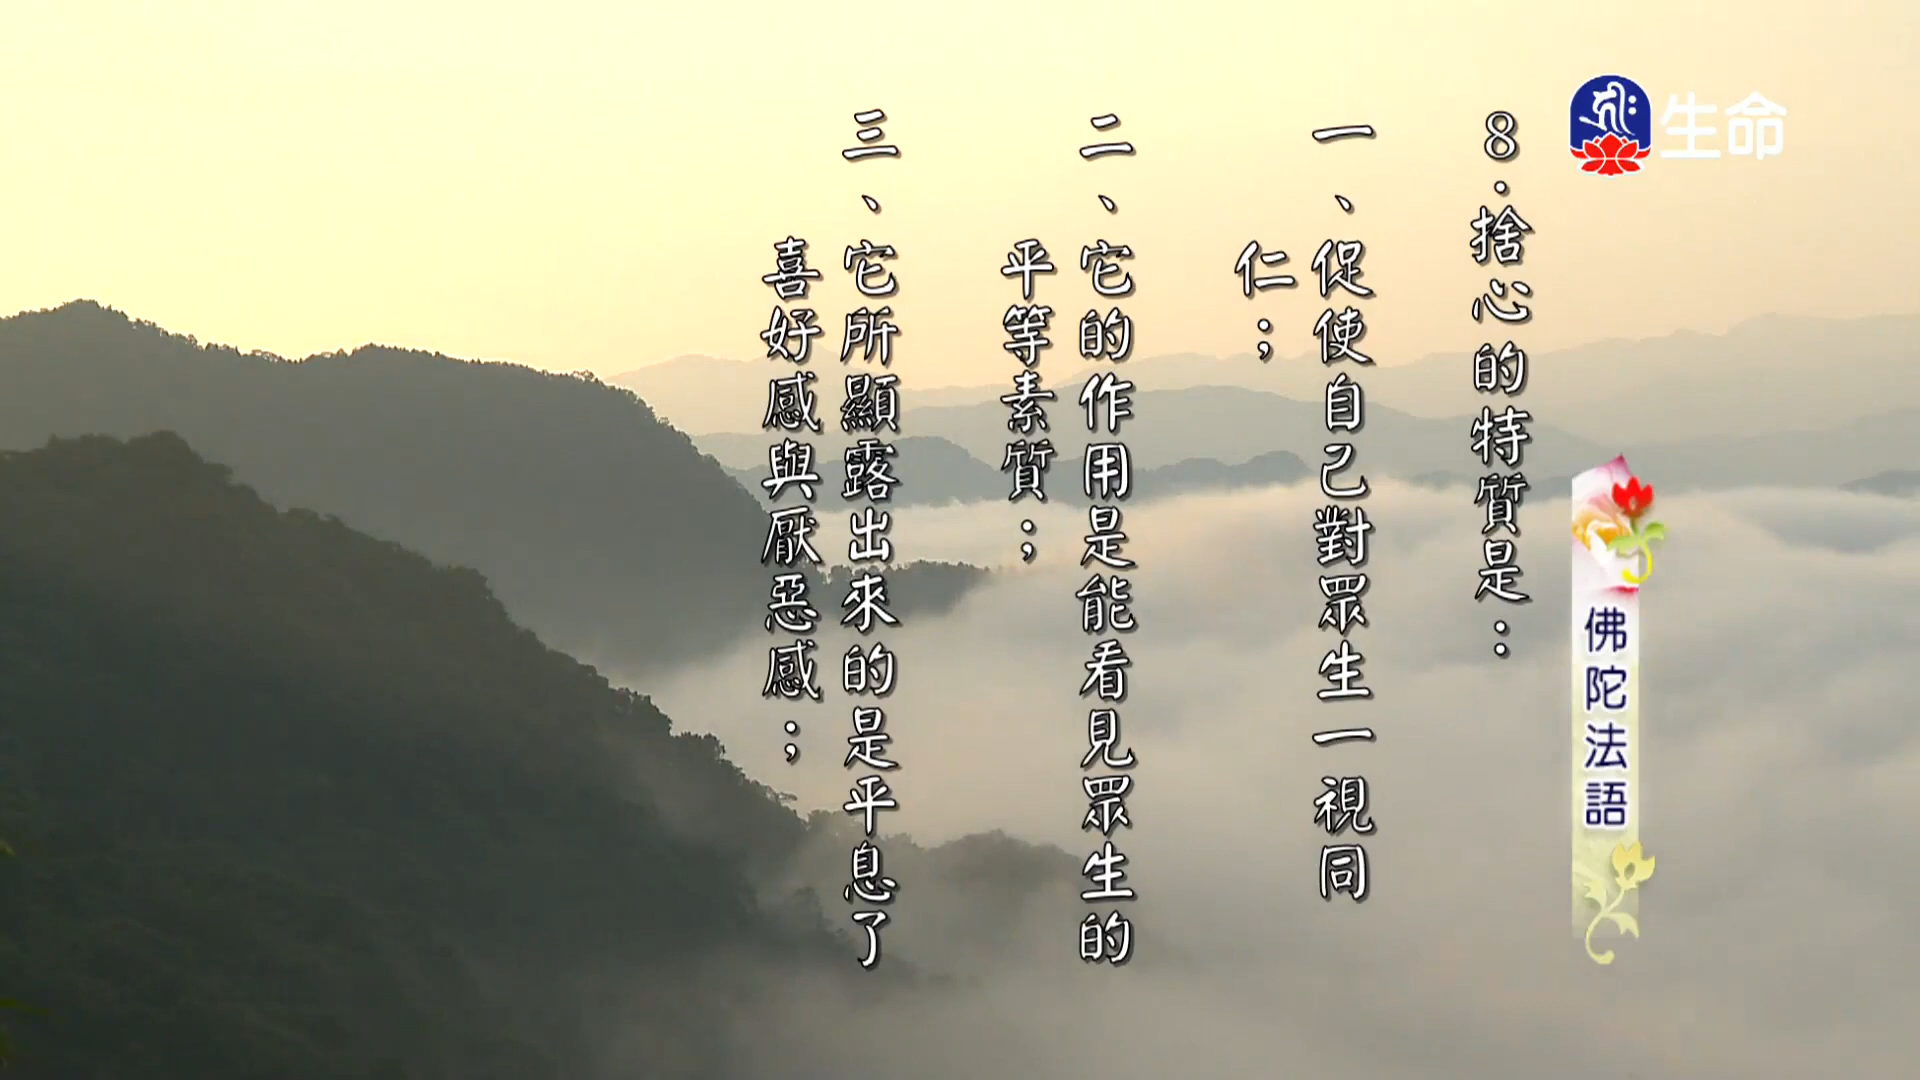 生命
8.捨心的特質是：
一、促使自己對眾生一視同
仁；
二、它的作用是能看見眾生的
平等素質；
三、它所顯露出來的是平息了
喜好感與厭惡感；
佛陀法語